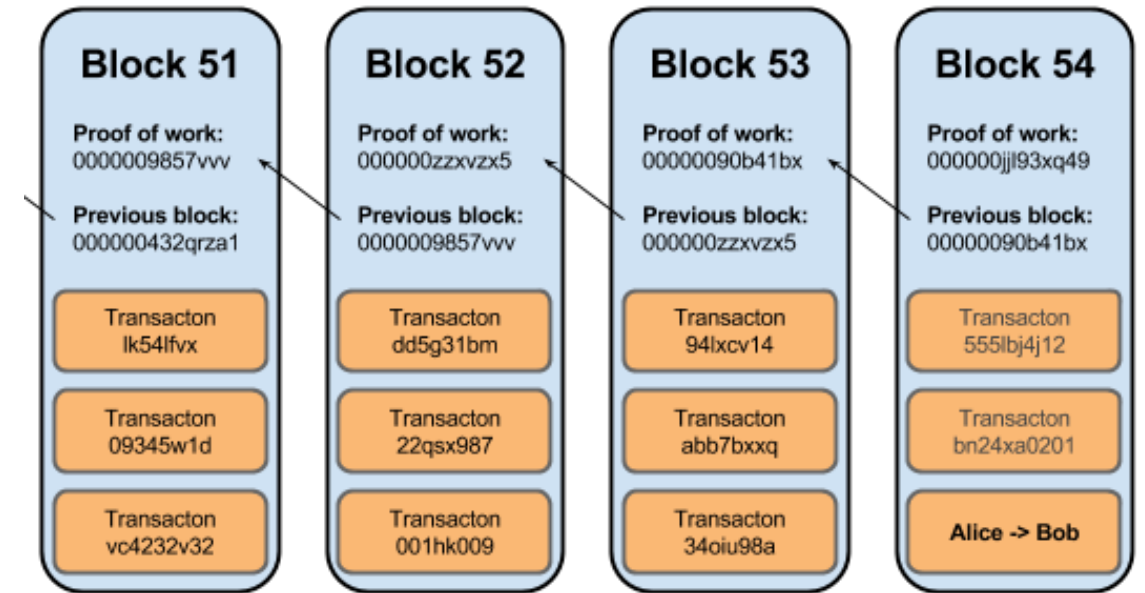 Block 51
Proof of work:
0000009857vvv
Previous block:
000000432qrza1
Transacton
lk54lfvx
Transacton
09345w1d
Transacton
vc4232v32
Block 52
Proof of work:
000000zzxvzx5
Previous block:
0000009857vvv
Transacton
dd5g31bm
Transacton
22qsx987
Transacton
001hk009
Block 53
Proof of work:
00000090b41bx
Previous block:
000000zzxvzx5
Transacton
94lxcv14
Transacton
abb7bxxq
Transacton
34oiu98a
Block 54
Proof of work:
000000jjl93xq49
Previous block:
00000090b41bx
Transacton
555lbj4j12
Transacton
bn24xa0201
Alice -> Bob